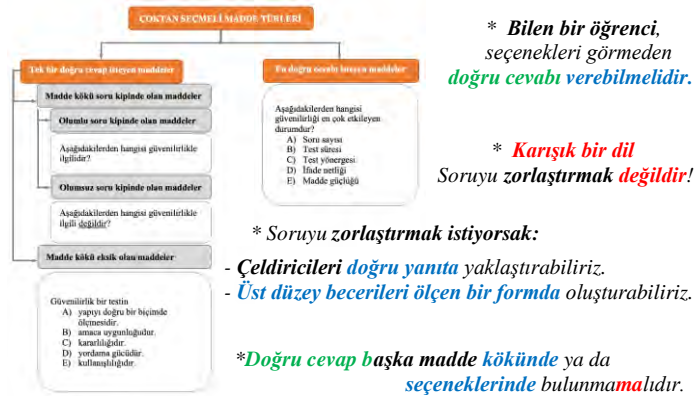 ÇOKTAN SEÇMELİ MADDE TÜRLERİ
Tek bir doğru cevap isteyen maddeler
Madde kökü soru kipinde olan maddeler
Olumlu soru kipinde olan maddeler
Aşağıdakilerden hangisi güvenilirlikle
ilgilidir?
Olumsuz soru kipinde olan maddeler
Aşağıdakilerden hangisi güvenilirlikle
ilgili değildir?
Madde kökü eksik olan maddeler
Güvenilirlik bir testin
A) yapıyı doğru bir biçimde
ölçmesidir.
B) amaca uygunluğudur.
C) kararlılığıdır.
D) yordama gücüdür.
E) kullanışlılığıdır.
En doğru cevabı isteyen maddeler
Aşağıdakilerden hangisi
güvenilirliği en çok etkileyen
durumdur?
A) Soru sayısı
B) Test süresi
C) Test yönergesi
D) İfade netliği
E) Madde güçlüğü
* Bilen bir öğrenci,
seçenekleri görmeden
doğru cevabı verebilmelidir.
* Karışık bir dil
Soruyu zorlaştırmak değildir!
* Soruyu zorlaştırmak istiyorsak:
- Çeldiricileri doğru yanıta yaklaştırabiliriz.
- Üst düzey becerileri ölçen bir formda oluşturabiliriz.
*Doğru cevap başka madde kökünde ya da
seçeneklerinde bulunmamalıdır.